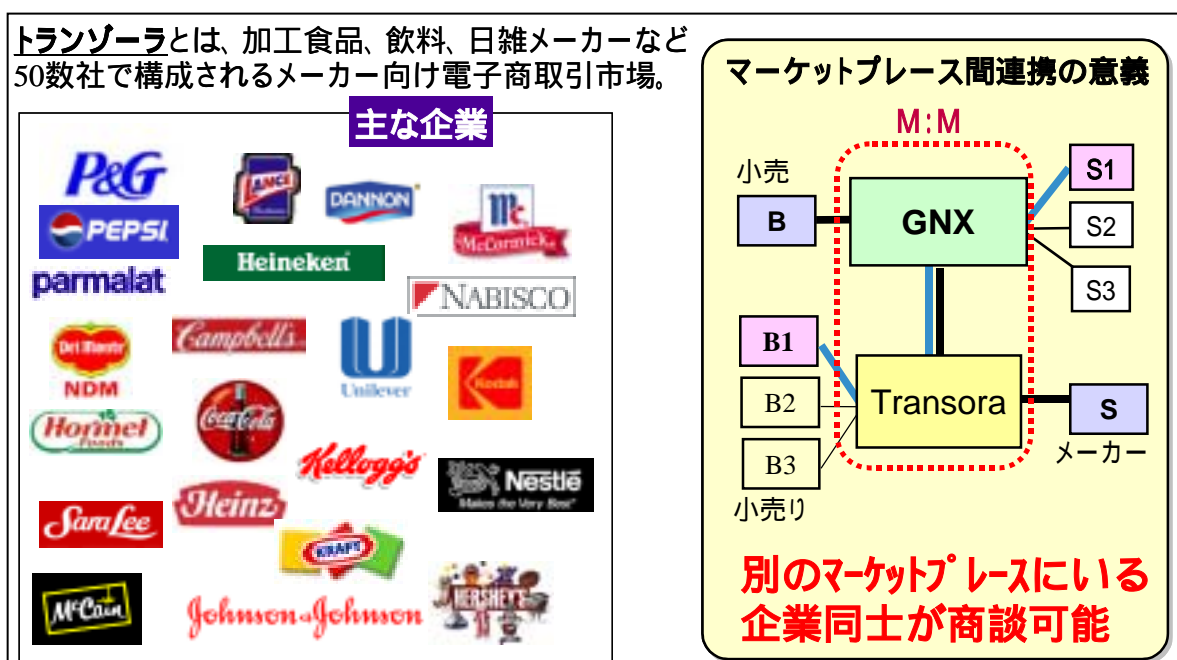 トランゾーラとは、加工食品、飲料、日雑メーカーなど
50数社で構成されるメーカー向け電子商取引市場。
主な企業
P&G
LANCE
DANNON
McCormick
PEPSI
Heineken
parmalat
NABISCO
Del Monte
NDM
Campbell's
Unilever
Kodak
Hormel
Foods
Coca-Cola
Kellogg's
Nestlé
Makes the Very Best
Sara Lee
Heinz
KRAFT
McCain
Johnson & Johnson
HERSHEY'S
マーケットプレース間連携の意義
M:M
小売
B
GNX
S1
S2
S3
B1
B2
B3
小売り
Transora
S
メーカー
別のマーケットプレースにいる
企業同士が商談可能